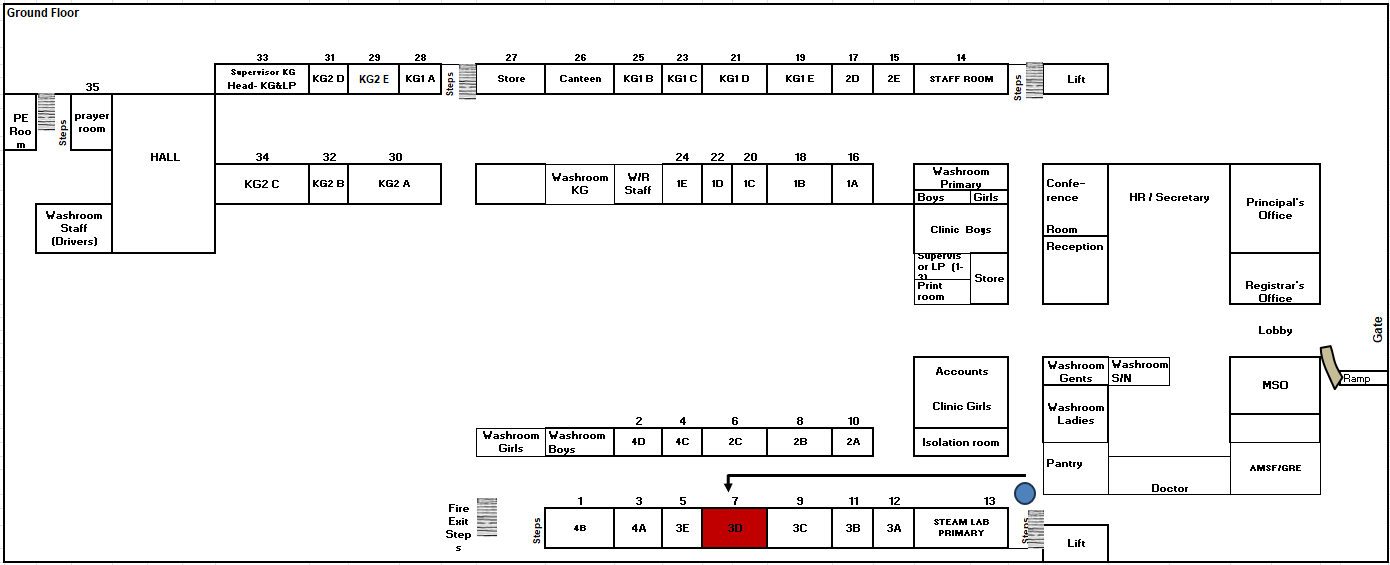 Ground Floor
33 31 29 28 27 26 25 23 21 19 17 15 14
Supervisor KG
Head- KG&LP
KG2 D
KG2 E
KG1 A
Steps
Store
Canteen
KG1 B
KG1 C
KG1 D
KG1 E
2D
2E
STAFF ROOM
Steps
Lift
35
PE
Roo
m
Steps
prayer
room
HALL
34 32 30 24 22 20 18 16
KG2 C
KG2 B
KG2 A
Washroom
KG
W/R
Staff
1E
1D
1C
1B
1A
Washroom
Primary
Boys
Girls
Clinic Boys
Supervis
or LP (1-
3)
Print
room
Store
Confe-
rence
Room
Reception
HR / Secretary
Principal's
Office
Registrar's
Office
Washroom
Staff
(Drivers)
Lobby
Gate
Ramp
Accounts
Clinic Girls
Isolation room
Washroom
Gents
Washroom
S/N
MSO
Washroom
Ladies
Pantry
Doctor
AMSF/GRE
2 4 6 8 10
Washroom
Girls
Washroom
Boys
4D
4C
2C
2B
2A
Fire
Exit
Step
s
Steps
1 3 5 7 9 11 12 13
4B
4A
3E
3D
3C
3B
3A
STEAM LAB
PRIMARY
Steps
Lift